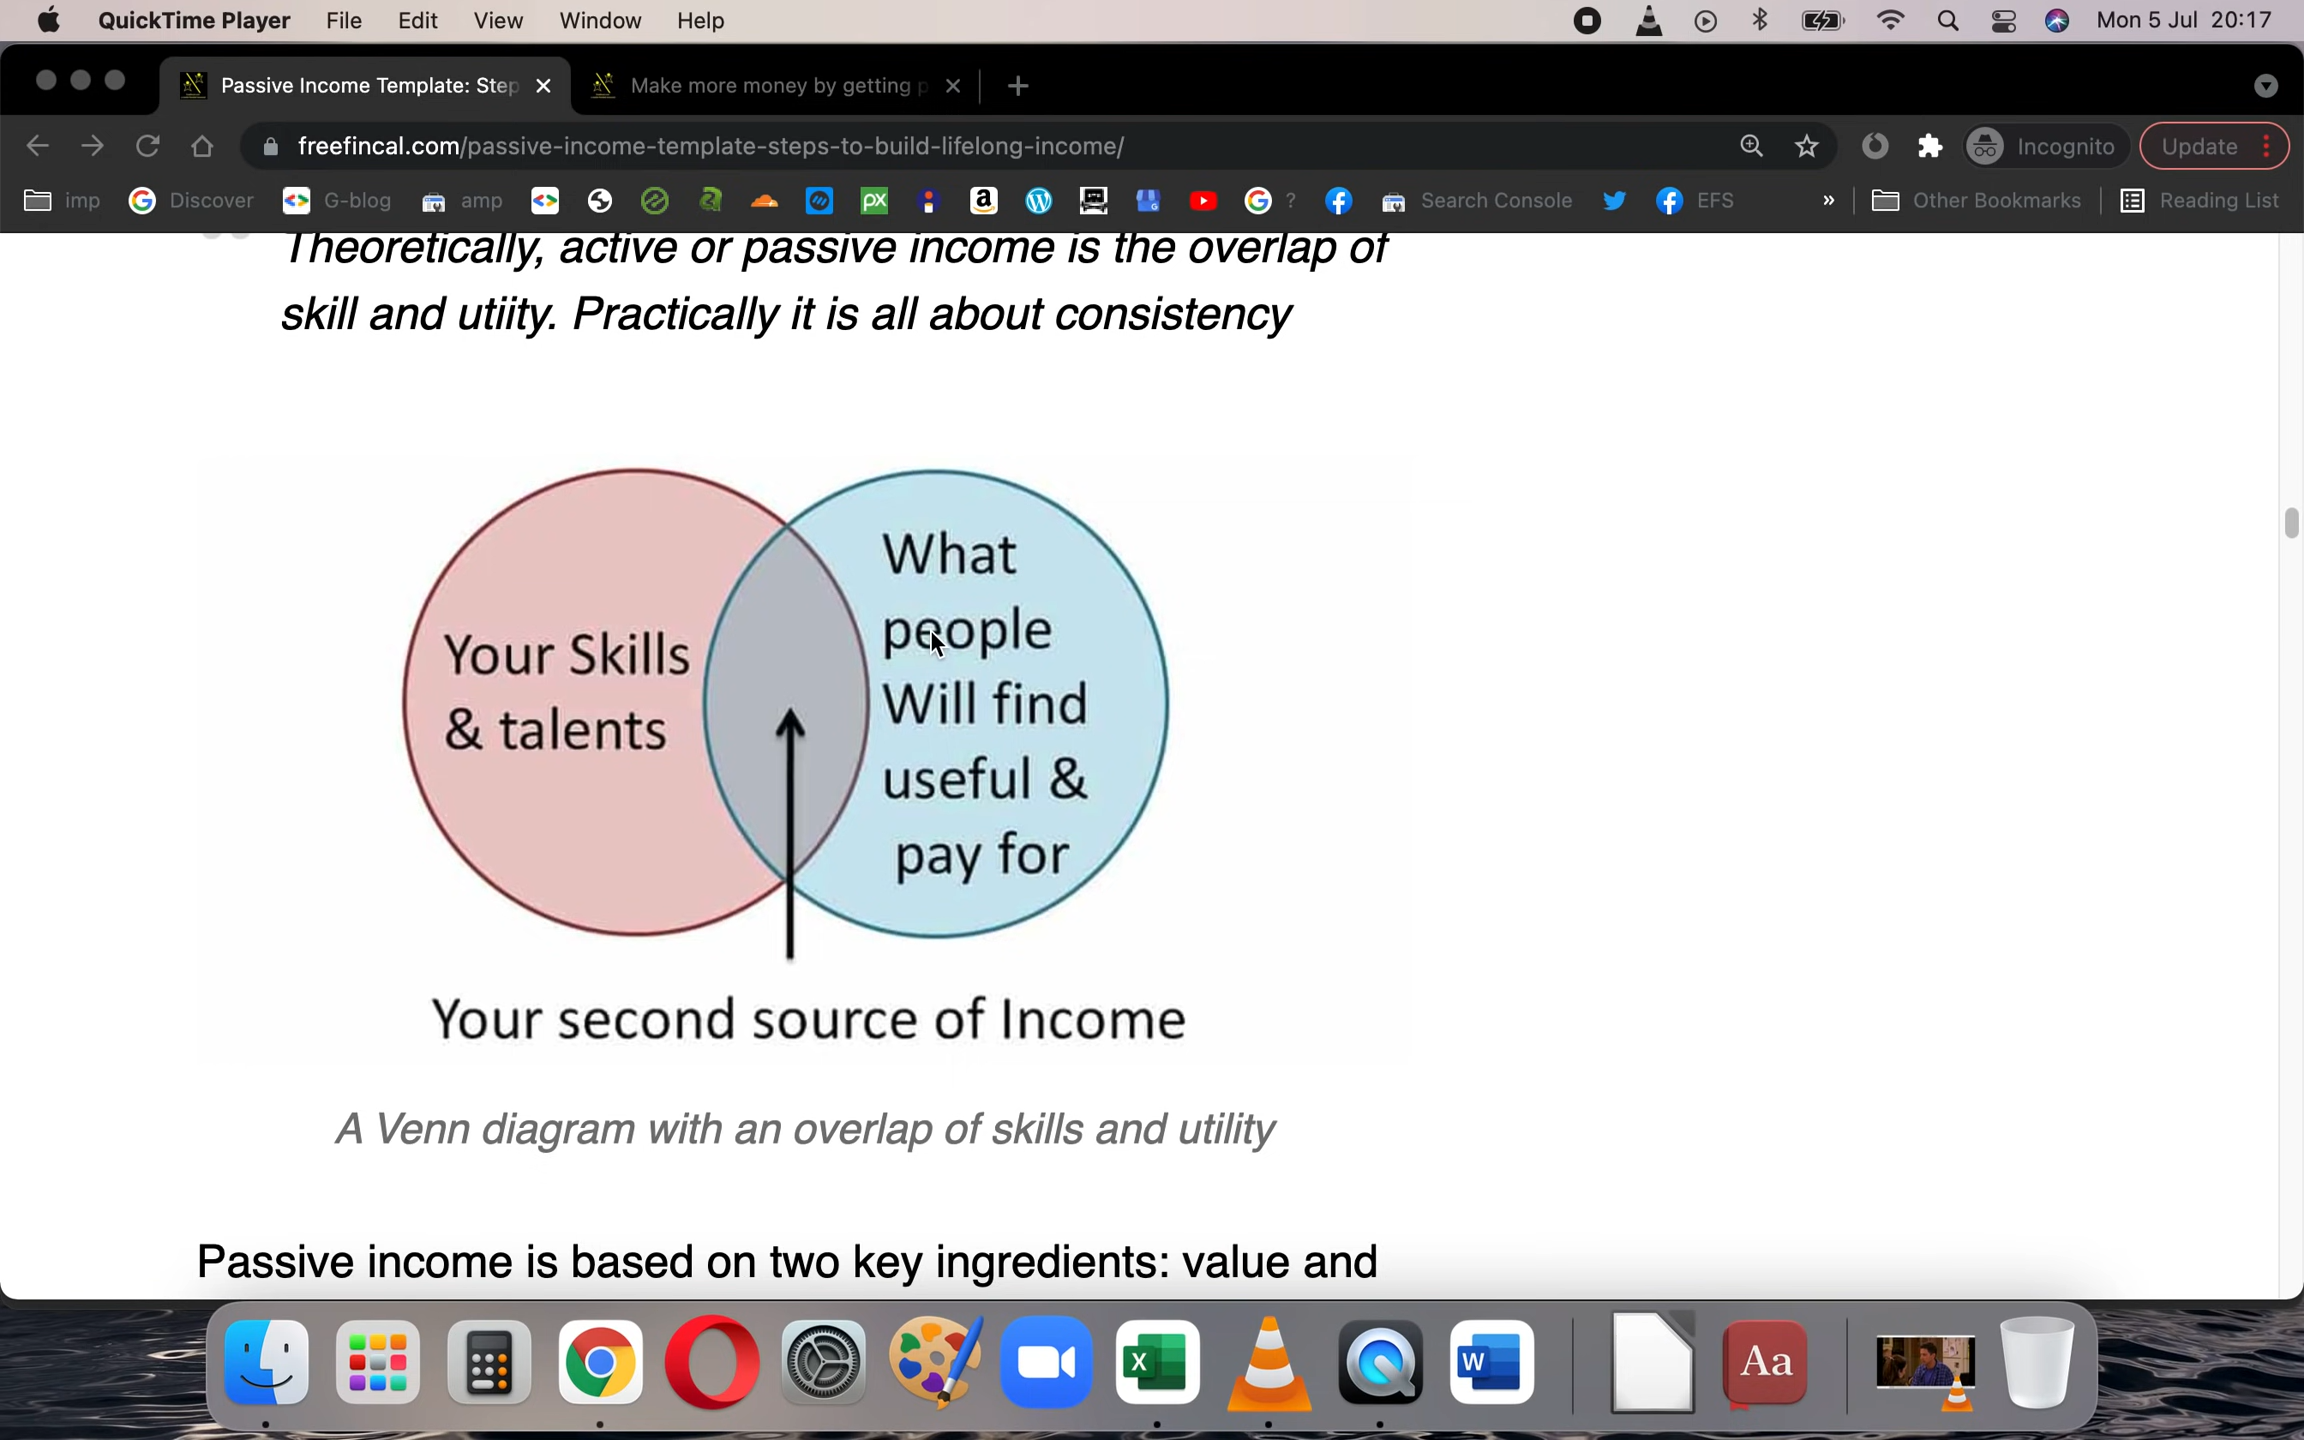 QuickTime Player File Edit View Window Help Mon 5 Jul 20:17
Passive Income Template: Step Make more money by getting p
freefincal.com/passive-income-template-steps-to-build-lifelong-income/ Incognito Update
imp Discover G-blog amp PX ? Search Console EFS » Other Bookmarks Reading List
Theoretically, active or passive income is the overlap of
skill and utiity. Practically it is all about consistency
Your Skills
& talents
What
people
Will find
useful &
pay for
Your second source of Income
A Venn diagram with an overlap of skills and utility
Passive income is based on two key ingredients: value and
Aa